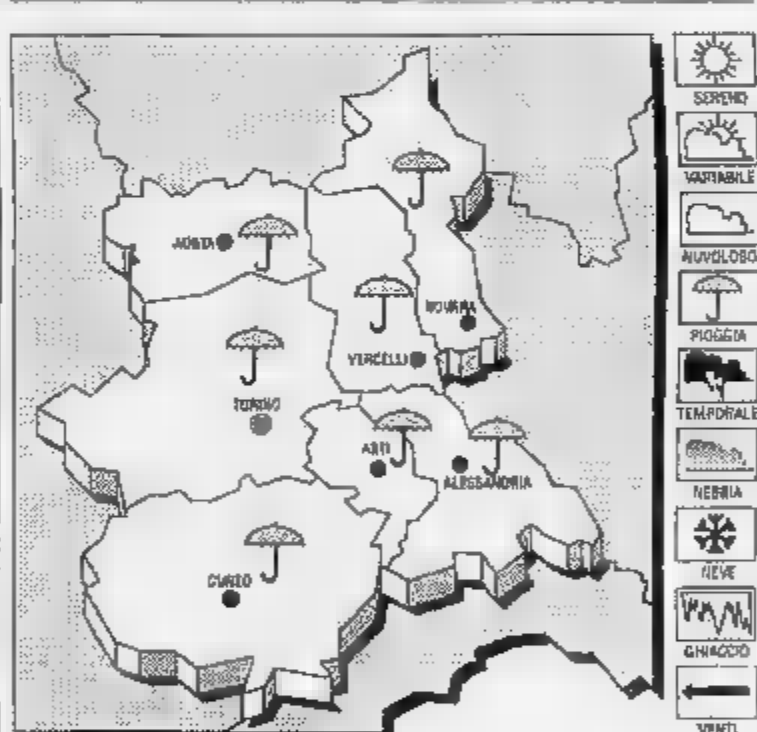 SERENO
VARIABILE
AOSTA
NUVOLOSO
NOVARA
PIOGGIA
VERCELLI
TEMPORALE
TORINO
ASTI
ALESSANDRIA
NEBBIA
CUNEO
NEVE
GHIACCIO
VENTI